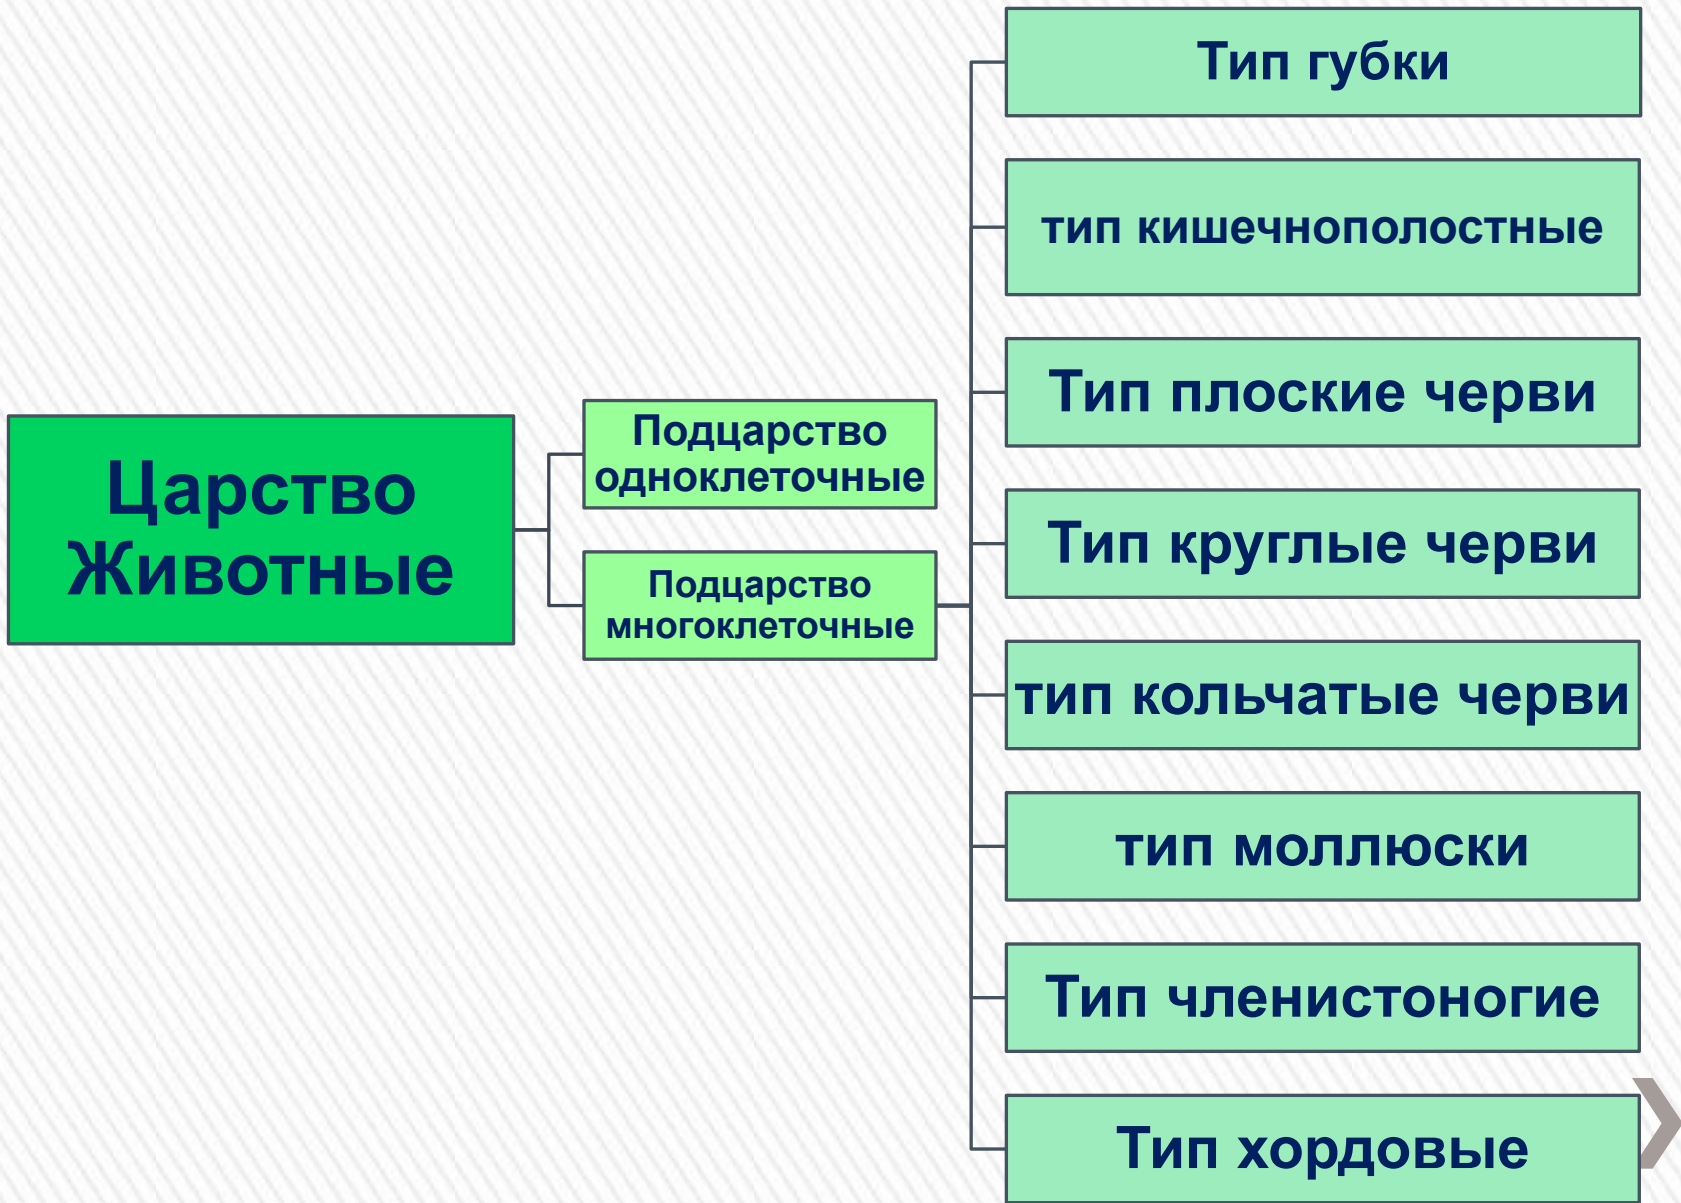 Царство
Животные
Подцарство
одноклеточные
Подцарство
многоклеточные
Тип губки
тип кишечнополостные
Тип плоские черви
Тип круглые черви
тип кольчатые черви
тип моллюски
Тип членистоногие
Тип хордовые